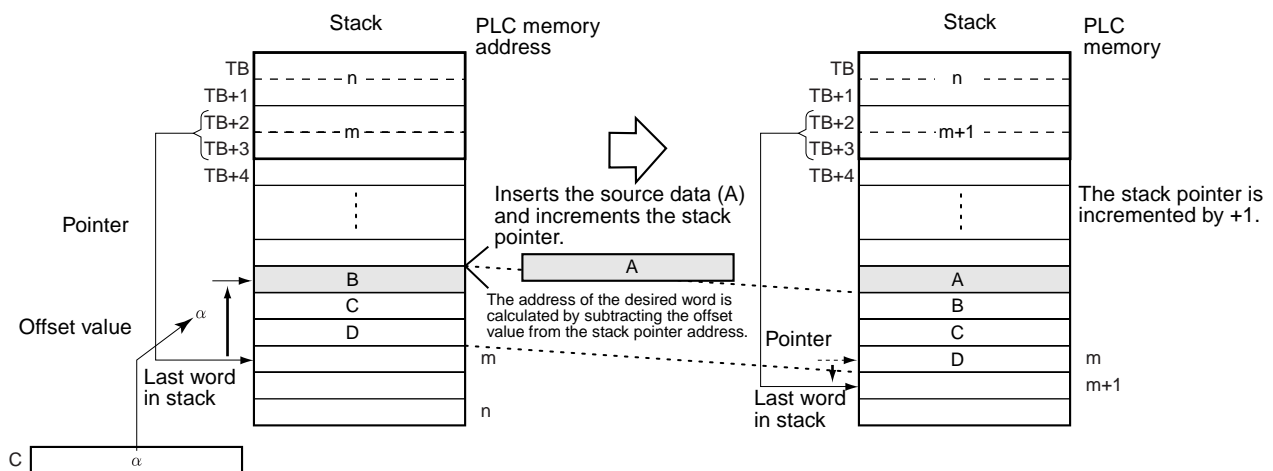 Stack
PLC memory
address
TB
n
TB+1
TB+2
m
TB+3
TB+4
Pointer
Offset value
α
B
C
D
Last word
in stack
m
n
C
α
Inserts the source data (A)
and increments the stack
pointer.
A
The address of the desired word is
calculated by subtracting the offset
value from the stack pointer address.
Stack
PLC
memory
TB
n
TB+1
TB+2
m+1
TB+3
TB+4
The stack pointer is
incremented by +1.
A
B
C
Pointer
D
m
m+1
Last word
in stack